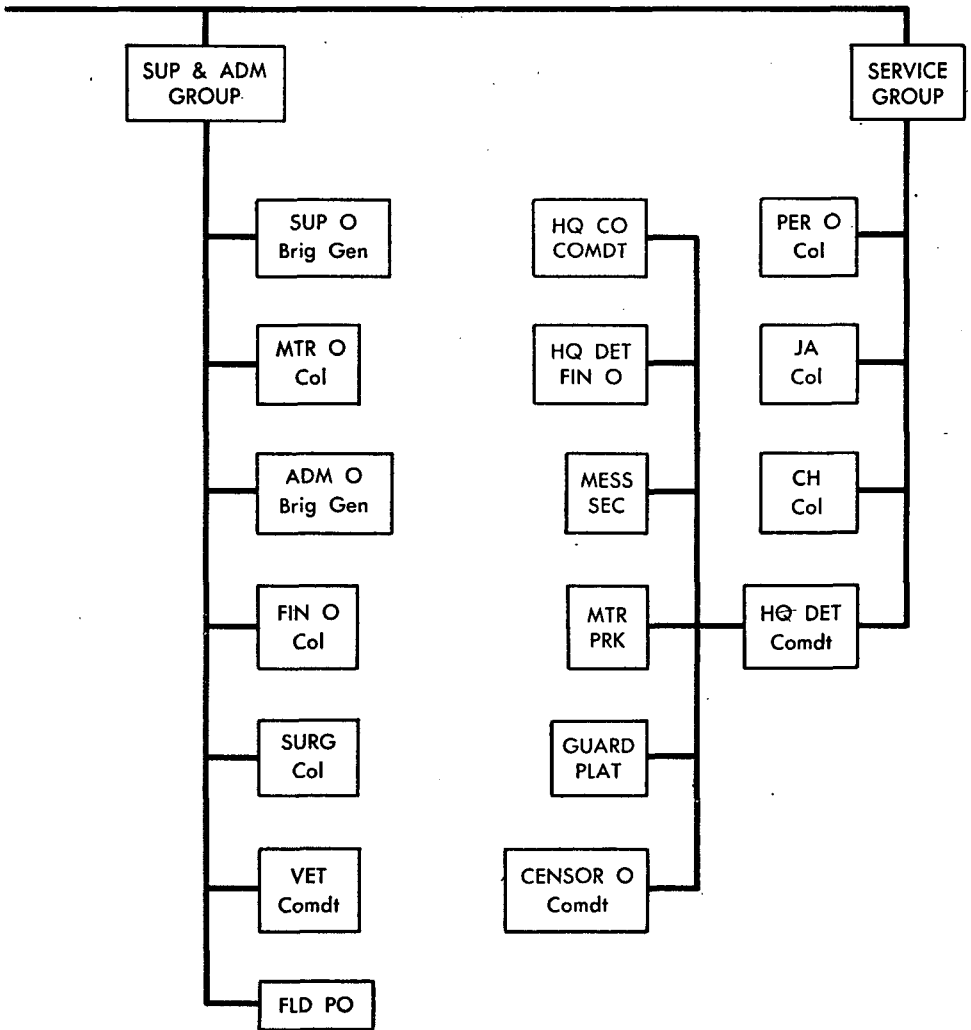 SUP & ADM
GROUP
SERVICE
GROUP
SUP O
Brig Gen
MTR O
Col
ADM O
Brig Gen
FIN O
Col
SURG
Col
VET
Comdt
FLD PO
HQ CO
COMDT
HQ DET
FIN O
MESS
SEC
MTR
PRK
GUARD
PLAT
CENSOR O
Comdt
PER O
Col
JA
Col
CH
Col
HQ DET
Comdt